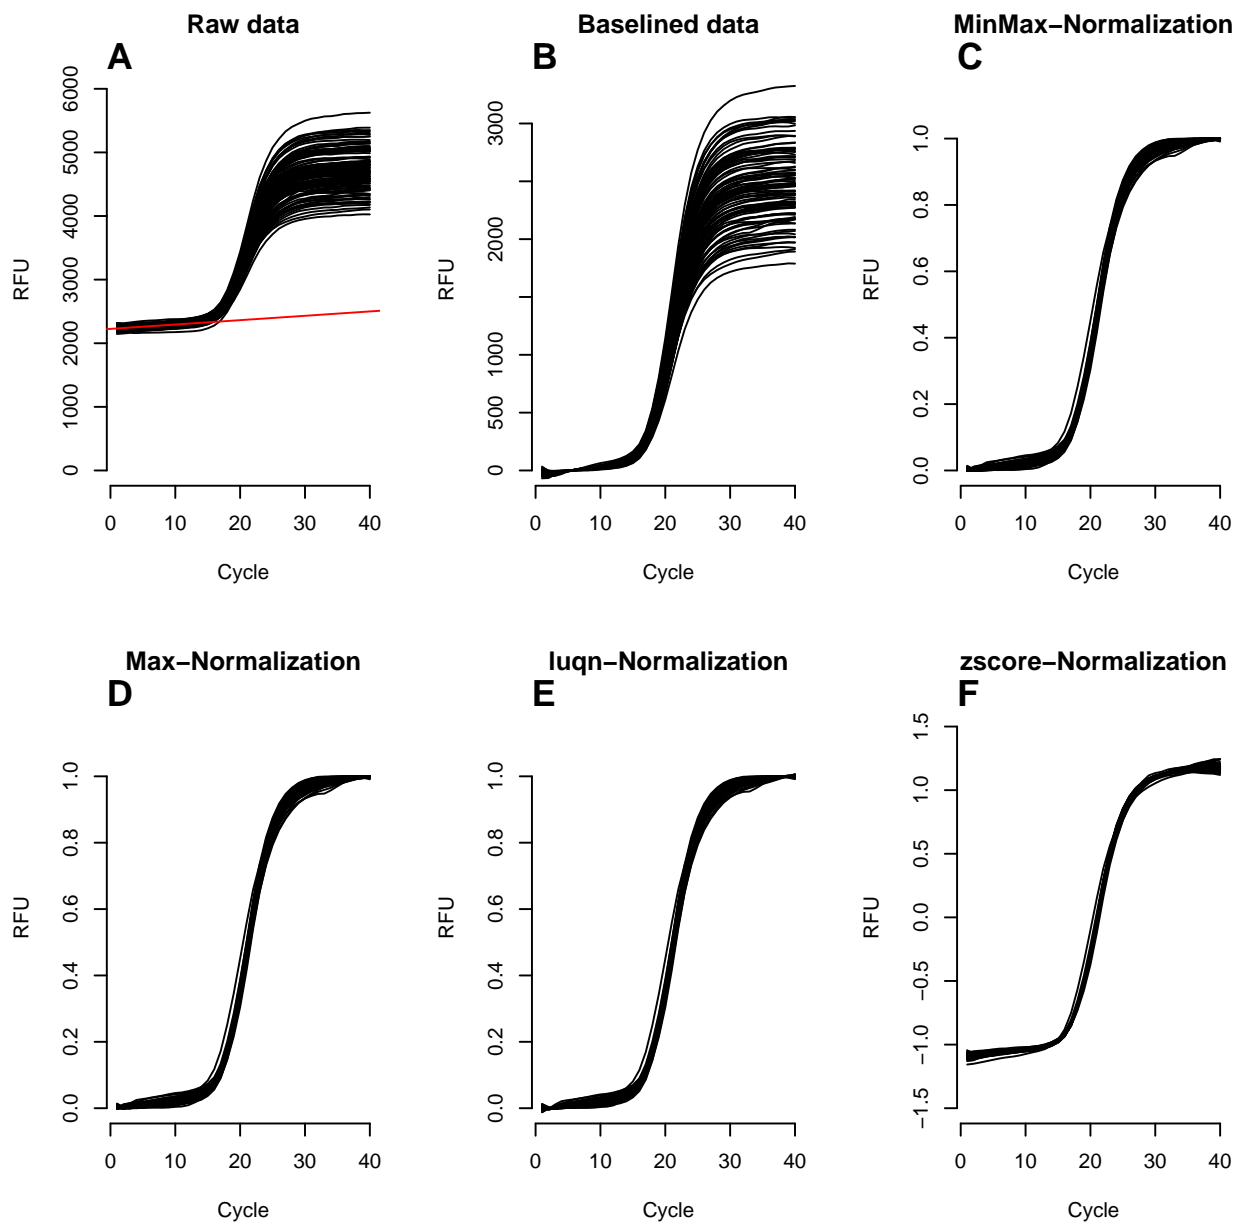 Raw data
A
RFU
6000
5000
4000
3000
2000
1000
0
0 10 20 30 40
Cycle
Baselined data
B
RFU
3000
2000
1000
500
0
0 10 20 30 40
Cycle
MinMax−Normalization
C
RFU
1.0
0.8
0.6
0.4
0.2
0.0
0 10 20 30 40
Cycle
Max−Normalization
D
RFU
1.0
0.8
0.6
0.4
0.2
0.0
0 10 20 30 40
Cycle
luqn−Normalization
E
RFU
1.0
0.8
0.6
0.4
0.2
0.0
0 10 20 30 40
Cycle
zscore−Normalization
F
RFU
1.5
1.0
0.5
0.0
−0.5
−1.0
−1.5
0 10 20 30 40
Cycle